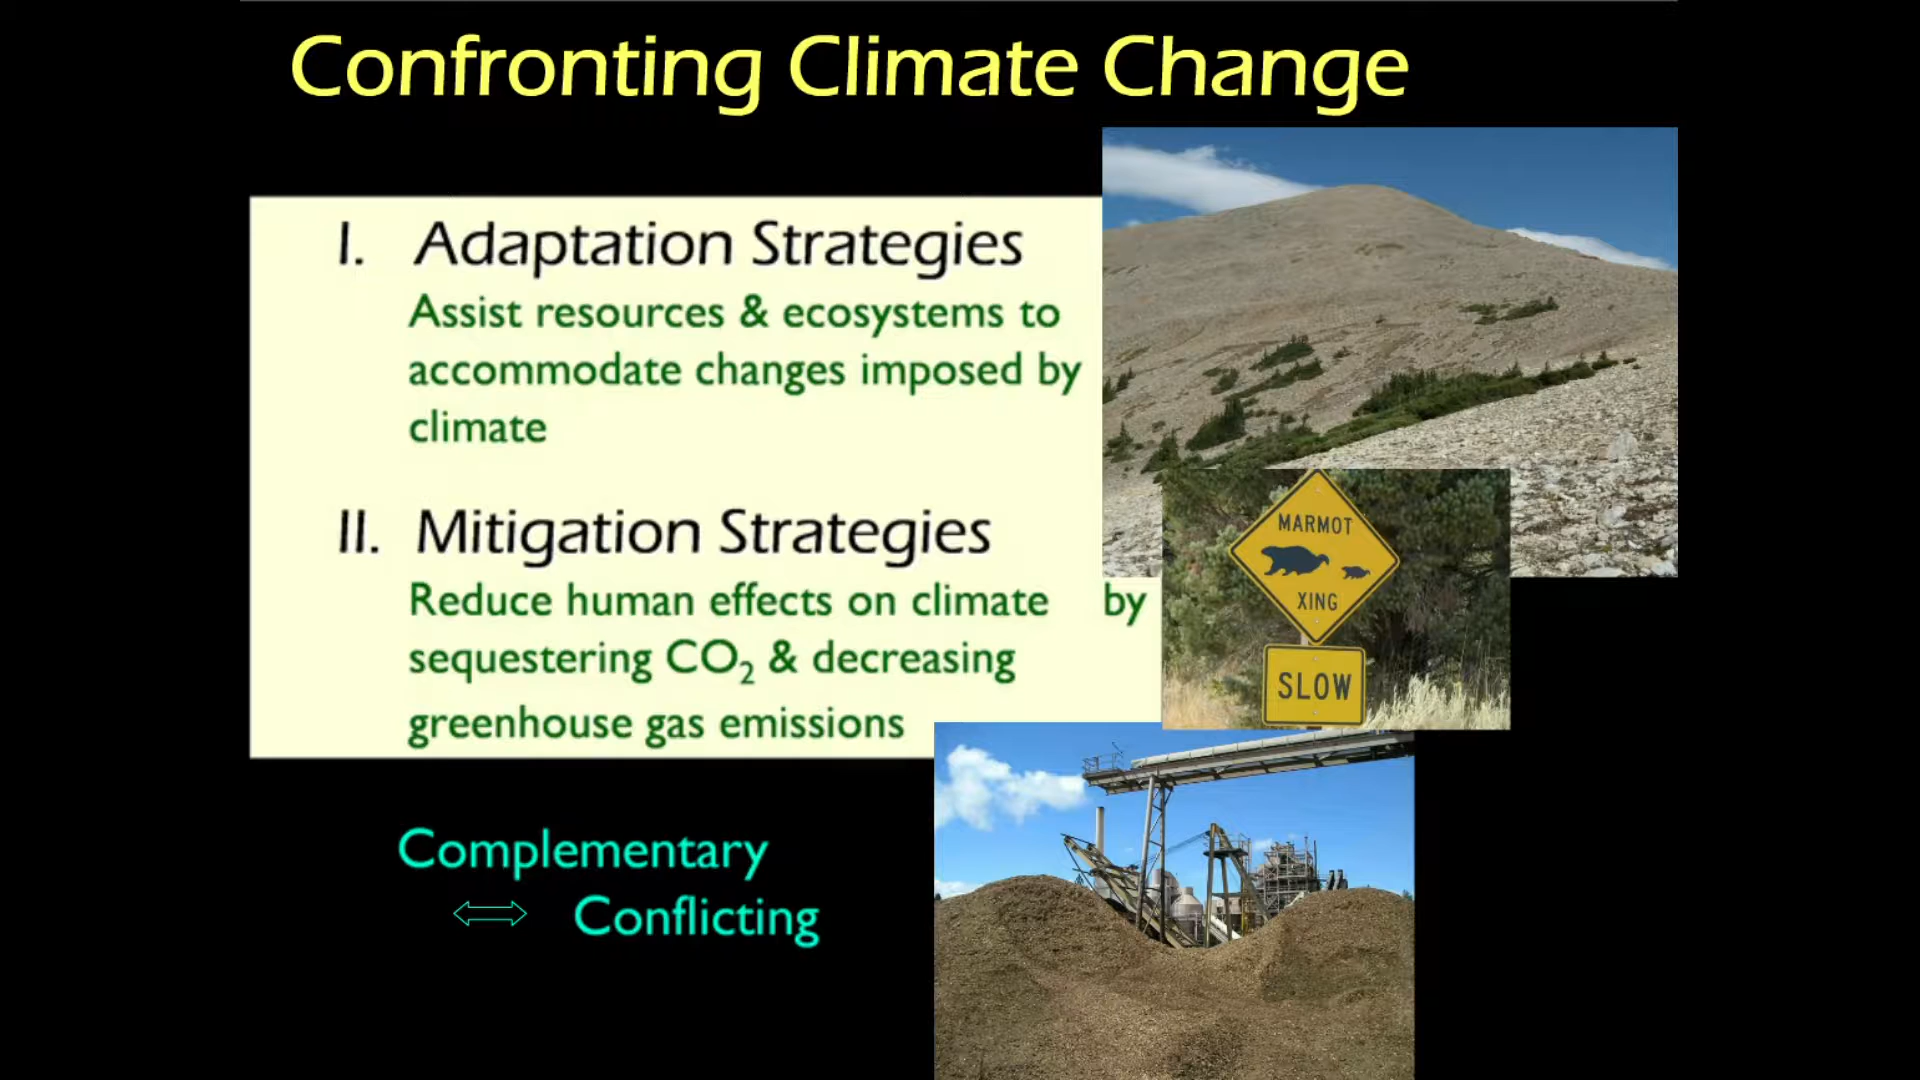 Confronting Climate Change
I. Adaptation Strategies
Assist resources & ecosystems to
accommodate changes imposed by
climate
II. Mitigation Strategies
Reduce human effects on climate by
sequestering CO₂ & decreasing
greenhouse gas emissions
MARMOT
XING
SLOW
Complementary
⇔ Conflicting